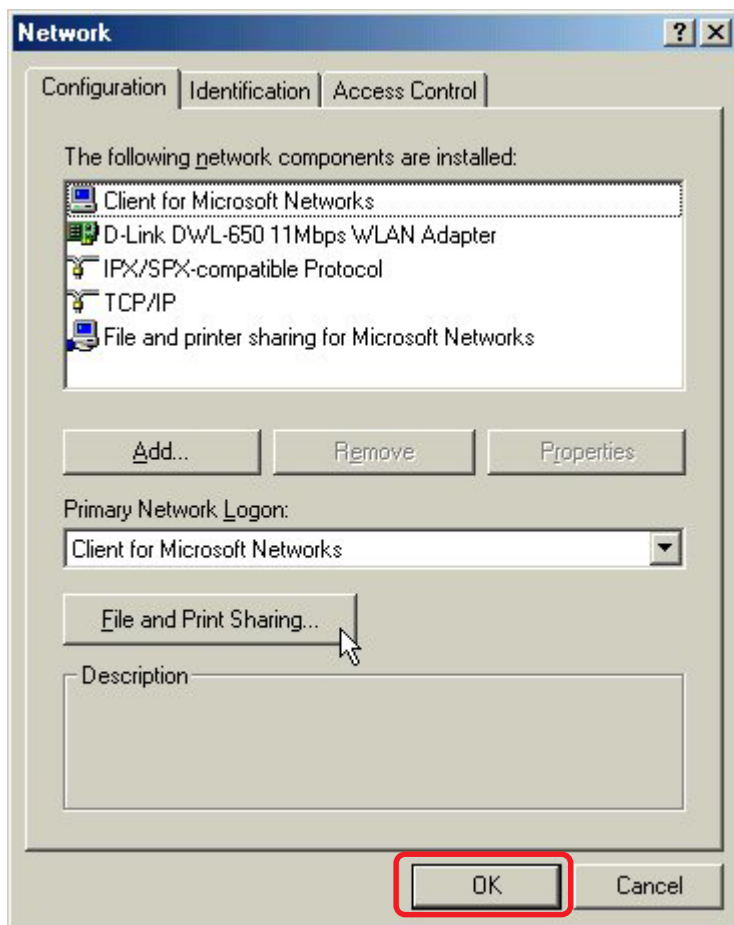 Network
Configuration Identification Access Control
The following network components are installed:
Client for Microsoft Networks
D-Link DWL-650 11Mbps WLAN Adapter
IPX/SPX-compatible Protocol
TCP/IP
File and printer sharing for Microsoft Networks
Add... Remove Properties
Primary Network Logon:
Client for Microsoft Networks
File and Print Sharing...
Description
OK Cancel